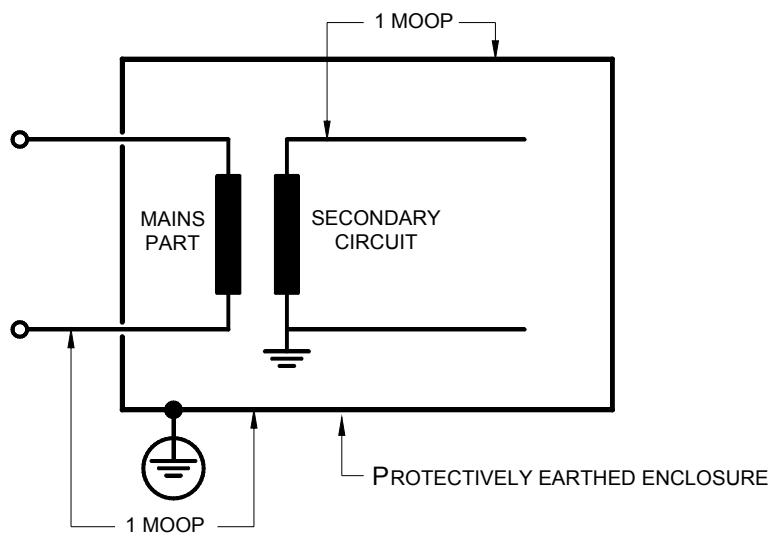 1 MOOP
MAINS
PART
SECONDARY
CIRCUIT
PROTECTIVELY EARTHED ENCLOSURE
1 MOOP